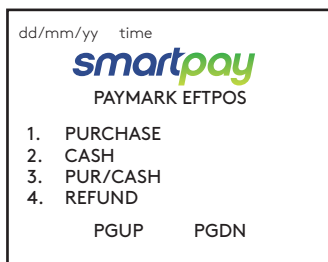 dd/mm/yy time
smartpay
PAYMARK EFTPOS
1. PURCHASE
2. CASH
3. PUR/CASH
4. REFUND
PGUP PGDN